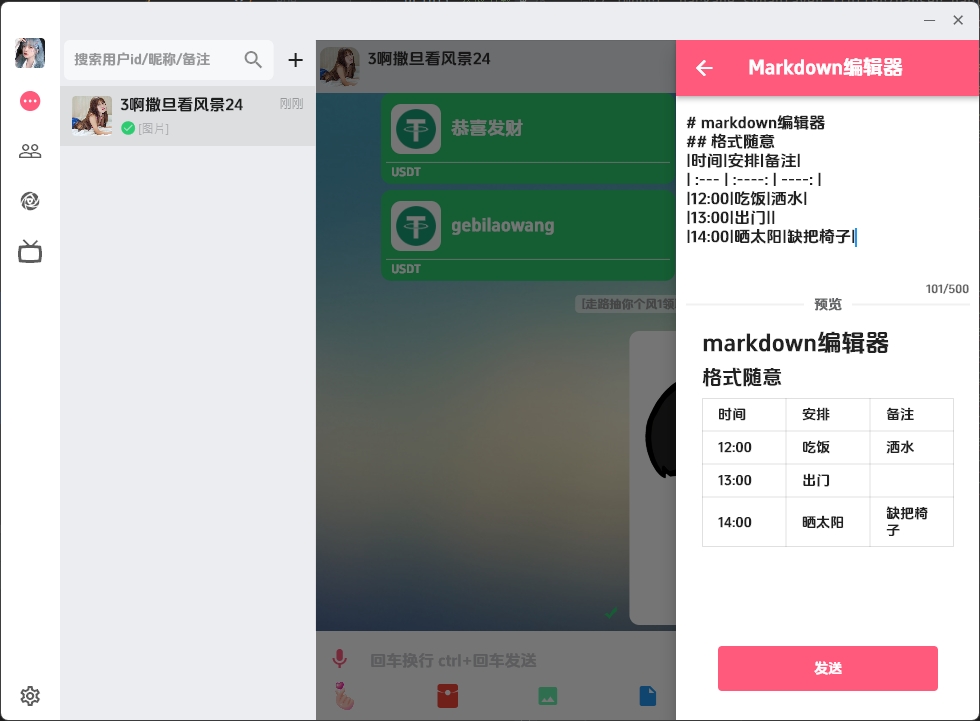 搜索用户id/昵称/备注
3啊撒旦看风景24
刚刚
[图片]
3啊撒旦看风景24
恭喜发财
USDT
gebilaowang
USDT
[走路抽你个风1领
回车换行 ctrl+回车发送
Markdown编辑器
# markdown编辑器
## 格式随意
|时间|安排|备注|
| :--- | :----: | ----: |
|12:00|吃饭|洒水|
|13:00|出门||
|14:00|晒太阳|缺把椅子|
101/500
预览
markdown编辑器
格式随意
时间 安排 备注
12:00 吃饭 洒水
13:00 出门
14:00 晒太阳 缺把椅
子
发送